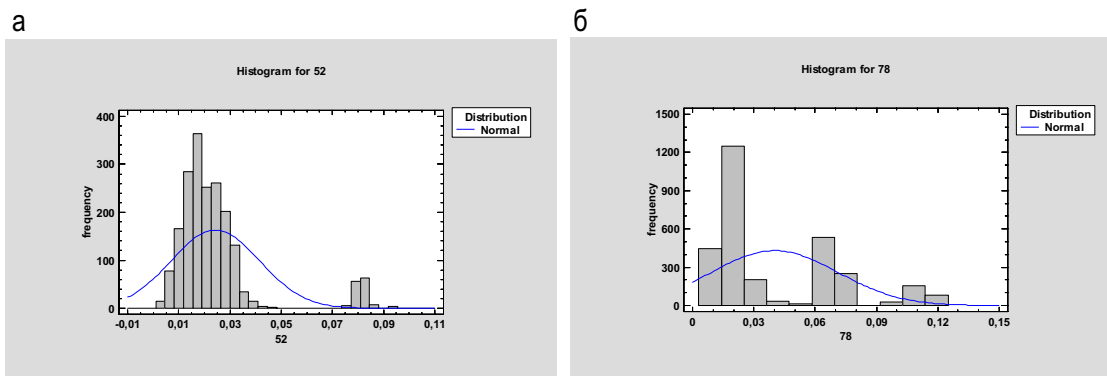 а
Histogram for 52
Distribution
Normal
frequency
400
300
200
100
0
-0,01 0,01 0,03 0,05 0,07 0,09 0,11
52
б
Histogram for 78
Distribution
Normal
frequency
1500
1200
900
600
300
0
0 0,03 0,06 0,09 0,12 0,15
78